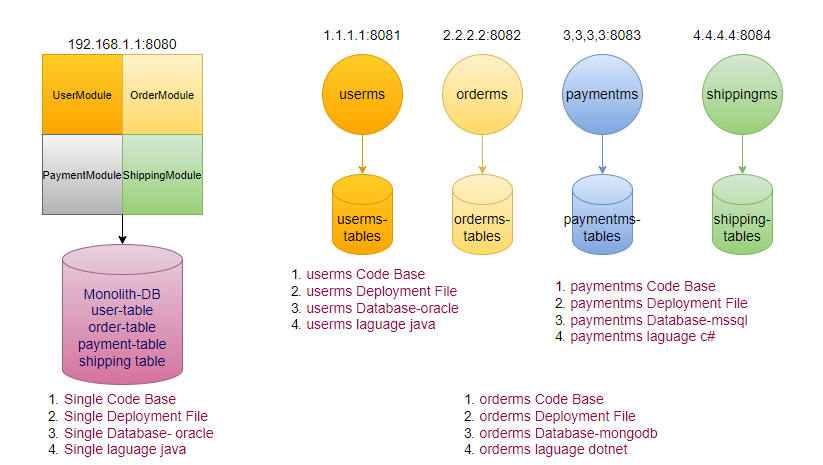 192.168.1.1:8080
UserModule
OrderModule
PaymentModule
ShippingModule
Monolith-DB
user-table
order-table
payment-table
shipping table
1. Single Code Base
2. Single Deployment File
3. Single Database- oracle
4. Single laguage java
1.1.1.1:8081
2.2.2.2:8082
3,3,3,3:8083
4.4.4.4:8084
userms
orderms
paymentms
shippingms
userms-
tables
orderms-
tables
paymentms-
tables
shipping-
tables
1. userms Code Base
2. userms Deployment File
3. userms Database-oracle
4. userms laguage java
1. paymentms Code Base
2. paymentms Deployment File
3. paymentms Database-mssql
4. paymentms laguage c#
1. orderms Code Base
2. orderms Deployment File
3. orderms Database-mongodb
4. orderms laguage dotnet